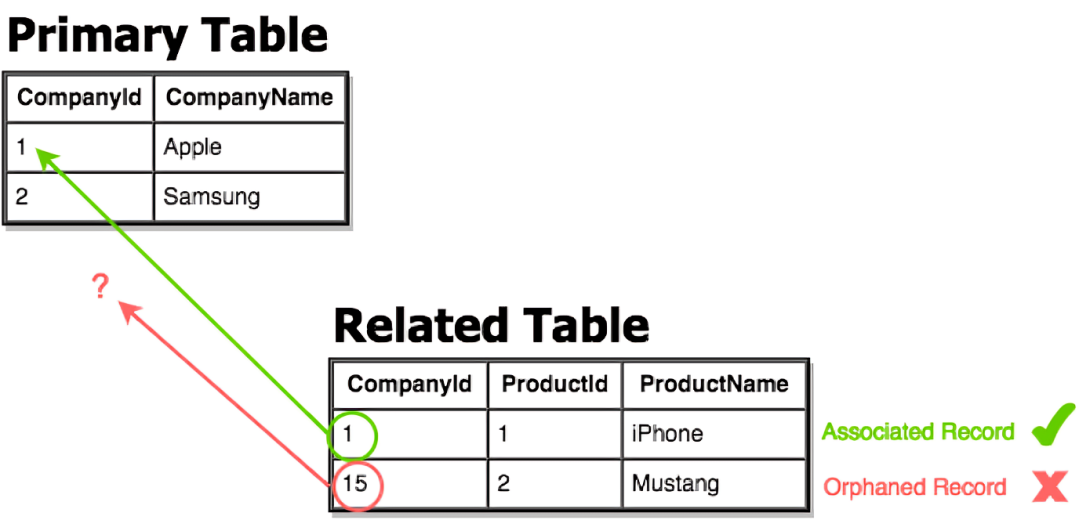 Primary Table
CompanyId CompanyName
1 Apple
2 Samsung
?
Related Table
CompanyId ProductId ProductName
1 1 iPhone Associated Record
15 2 Mustang Orphaned Record